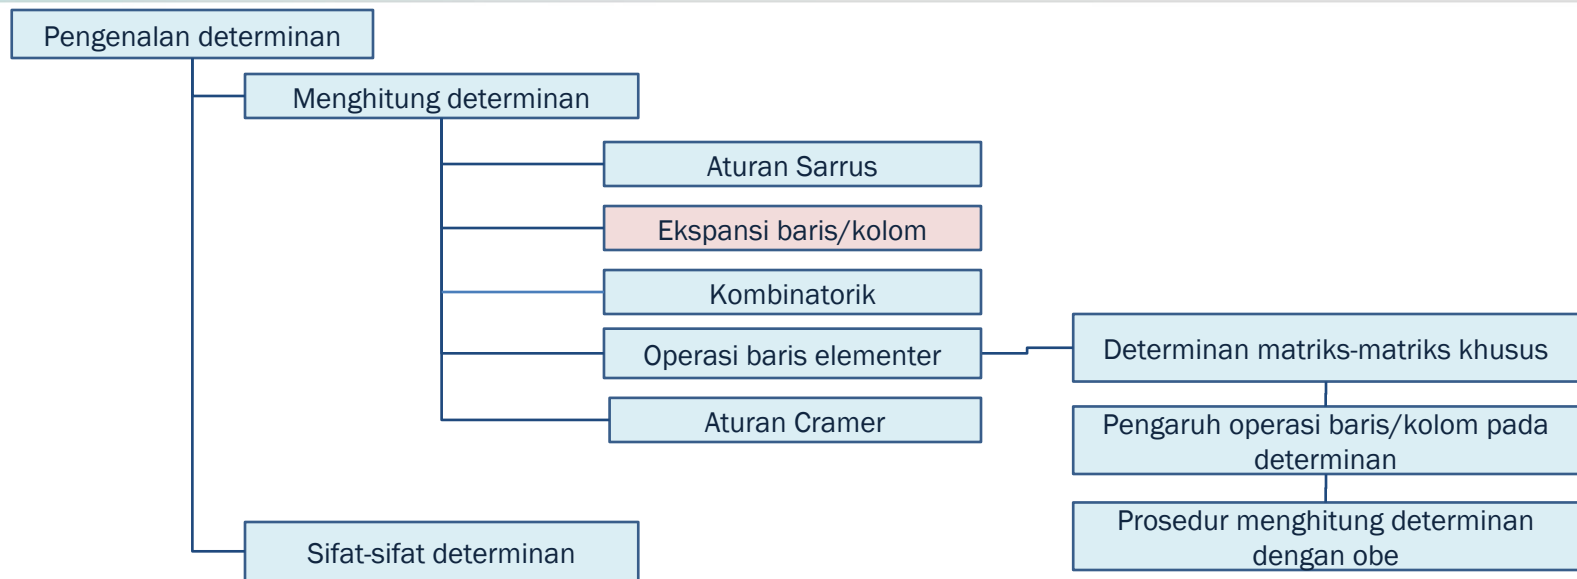 Pengenalan determinan
Menghitung determinan
Aturan Sarrus
Ekspansi baris/kolom
Kombinatorik
Operasi baris elementer
Determinan matriks-matriks khusus
Aturan Cramer
Pengaruh operasi baris/kolom pada
determinan
Prosedur menghitung determinan
dengan obe
Sifat-sifat determinan